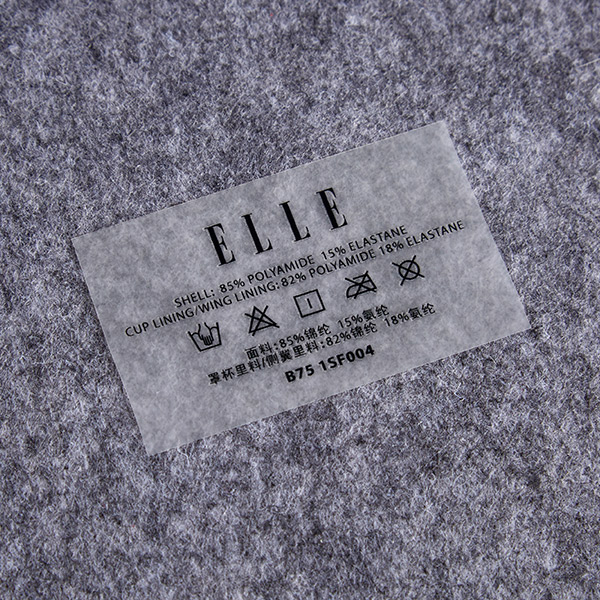 ELLE
SHELL: 85% POLYAMIDE 15% ELASTANE
CUP LINING/WING LINING: 82% POLYAMIDE 18% ELASTANE
面料:85%锦纶 15%氨纶
罩杯里料/侧翼里料:82%锦纶 18%氨纶
B75 1SF004